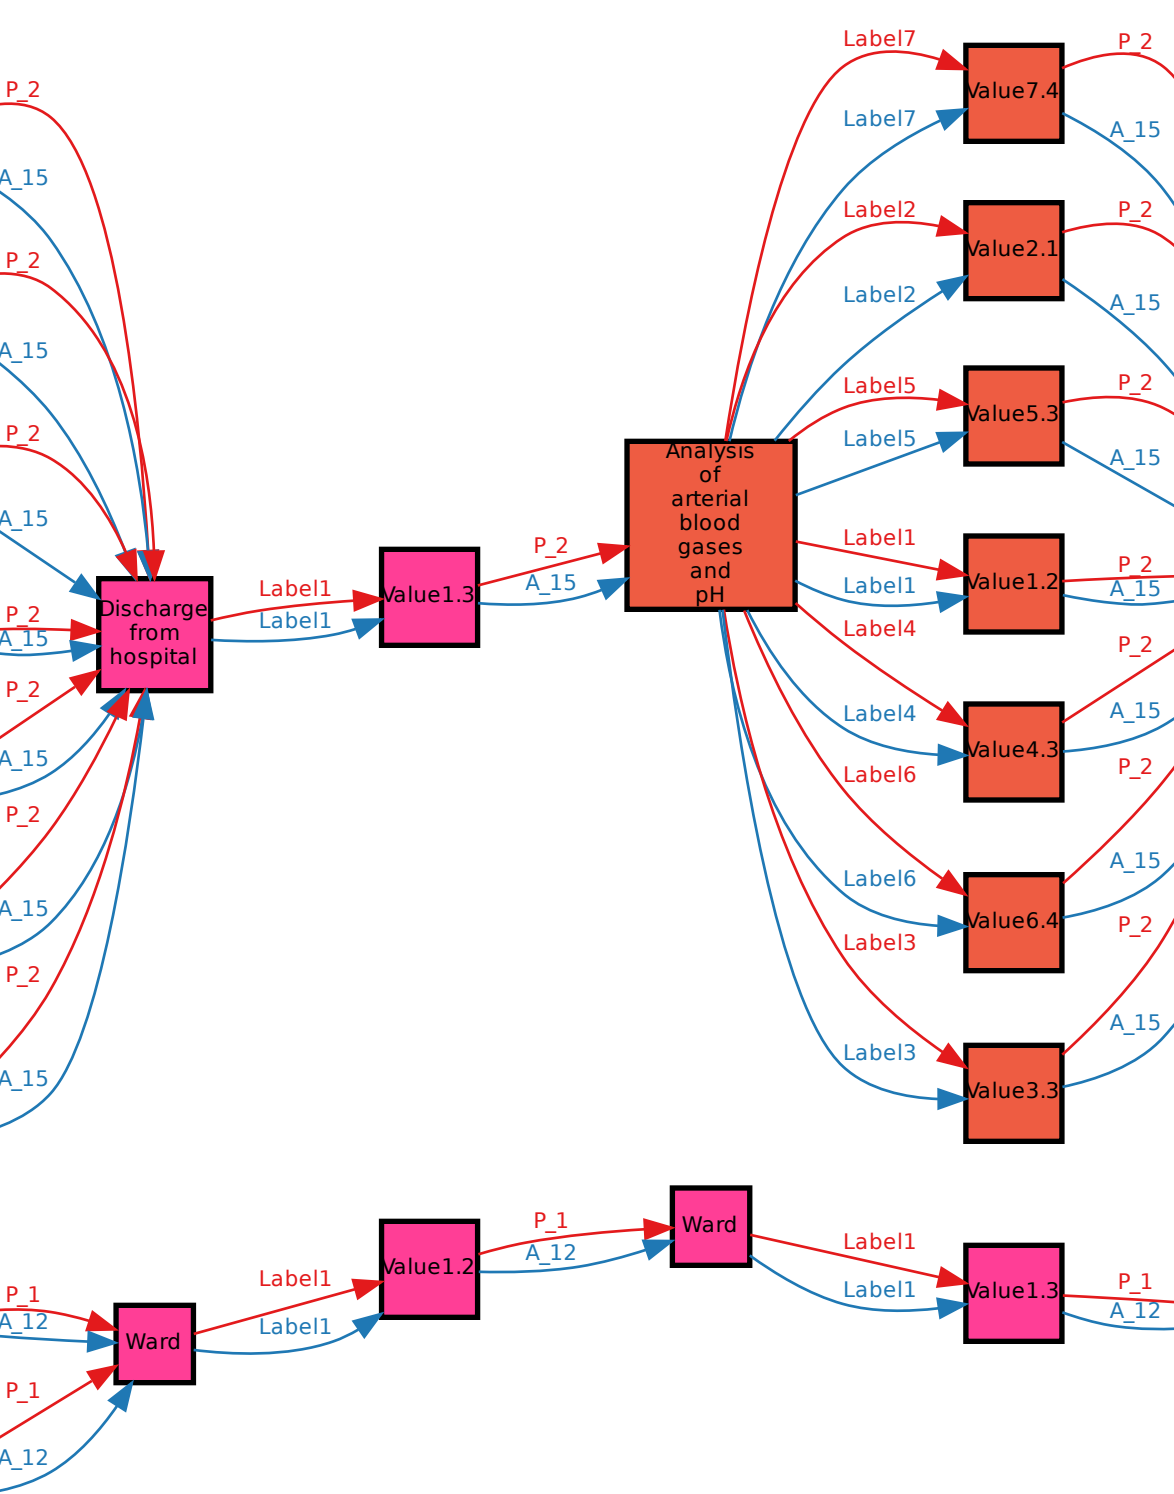 P_2
A_15
P_2
A_15
P_2
A_15
P_2
A_15
P_2
A_15
P_2
A_15
P_2
A_15
Discharge
from
hospital
Label1
Label1
Value1.3
P_2
A_15
Analysis
of
arterial
blood
gases
and
pH
Label7
Label7
Label2
Label2
Label5
Label5
Label1
Label1
Label4
Label4
Label6
Label6
Label3
Label3
Value7.4
Value2.1
Value5.3
Value1.2
Value4.3
Value6.4
Value3.3
P_2
A_15
P_2
A_15
P_2
A_15
P_2
A_15
P_2
A_15
P_2
A_15
P_2
A_15
P_1
A_12
P_1
A_12
Ward
Label1
Label1
Value1.2
P_1
A_12
Ward
Label1
Label1
Value1.3
P_1
A_12